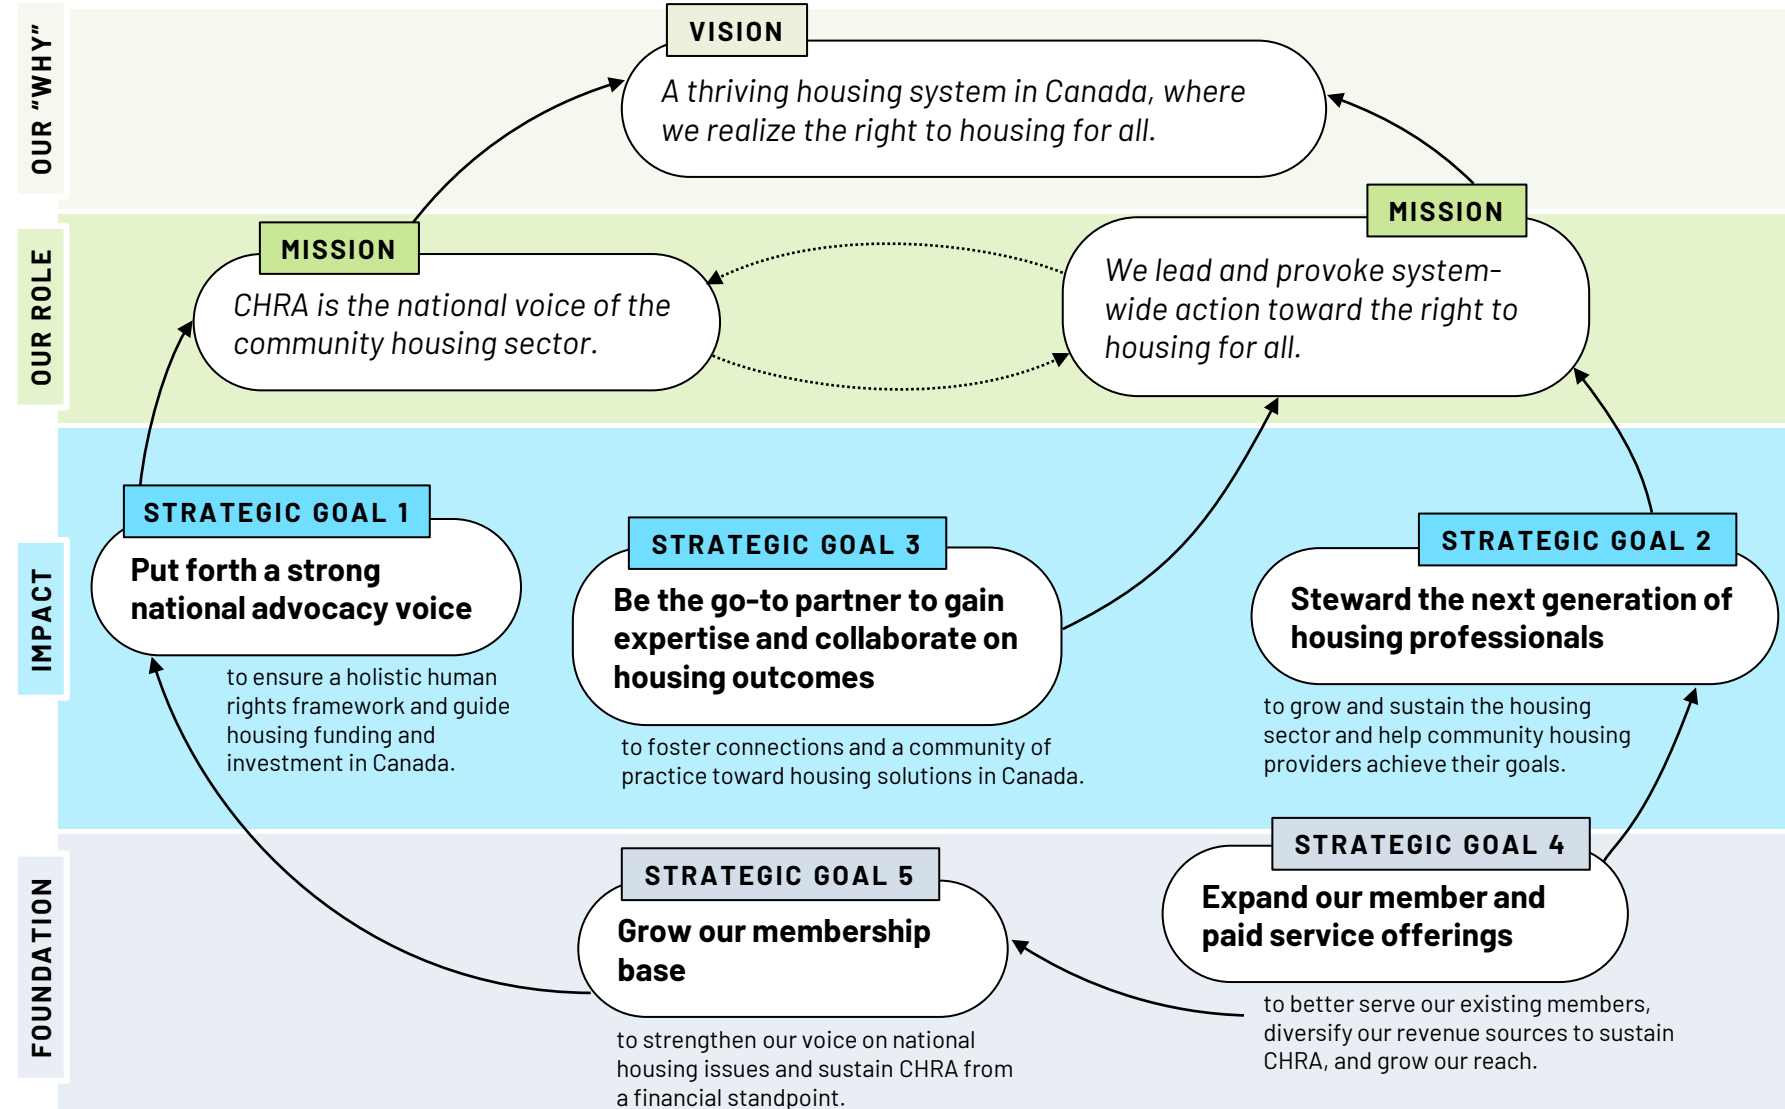 OUR "WHY"
VISION
A thriving housing system in Canada, where
we realize the right to housing for all.
OUR ROLE
MISSION
CHRA is the national voice of the
community housing sector.
MISSION
We lead and provoke system-
wide action toward the right to
housing for all.
IMPACT
STRATEGIC GOAL 1
Put forth a strong
national advocacy voice
to ensure a holistic human
rights framework and guide
housing funding and
investment in Canada.
STRATEGIC GOAL 3
Be the go-to partner to gain
expertise and collaborate on
housing outcomes
to foster connections and a community of
practice toward housing solutions in Canada.
STRATEGIC GOAL 2
Steward the next generation of
housing professionals
to grow and sustain the housing
sector and help community housing
providers achieve their goals.
FOUNDATION
STRATEGIC GOAL 5
Grow our membership
base
to strengthen our voice on national
housing issues and sustain CHRA from
a financial standpoint.
STRATEGIC GOAL 4
Expand our member and
paid service offerings
to better serve our existing members,
diversify our revenue sources to sustain
CHRA, and grow our reach.